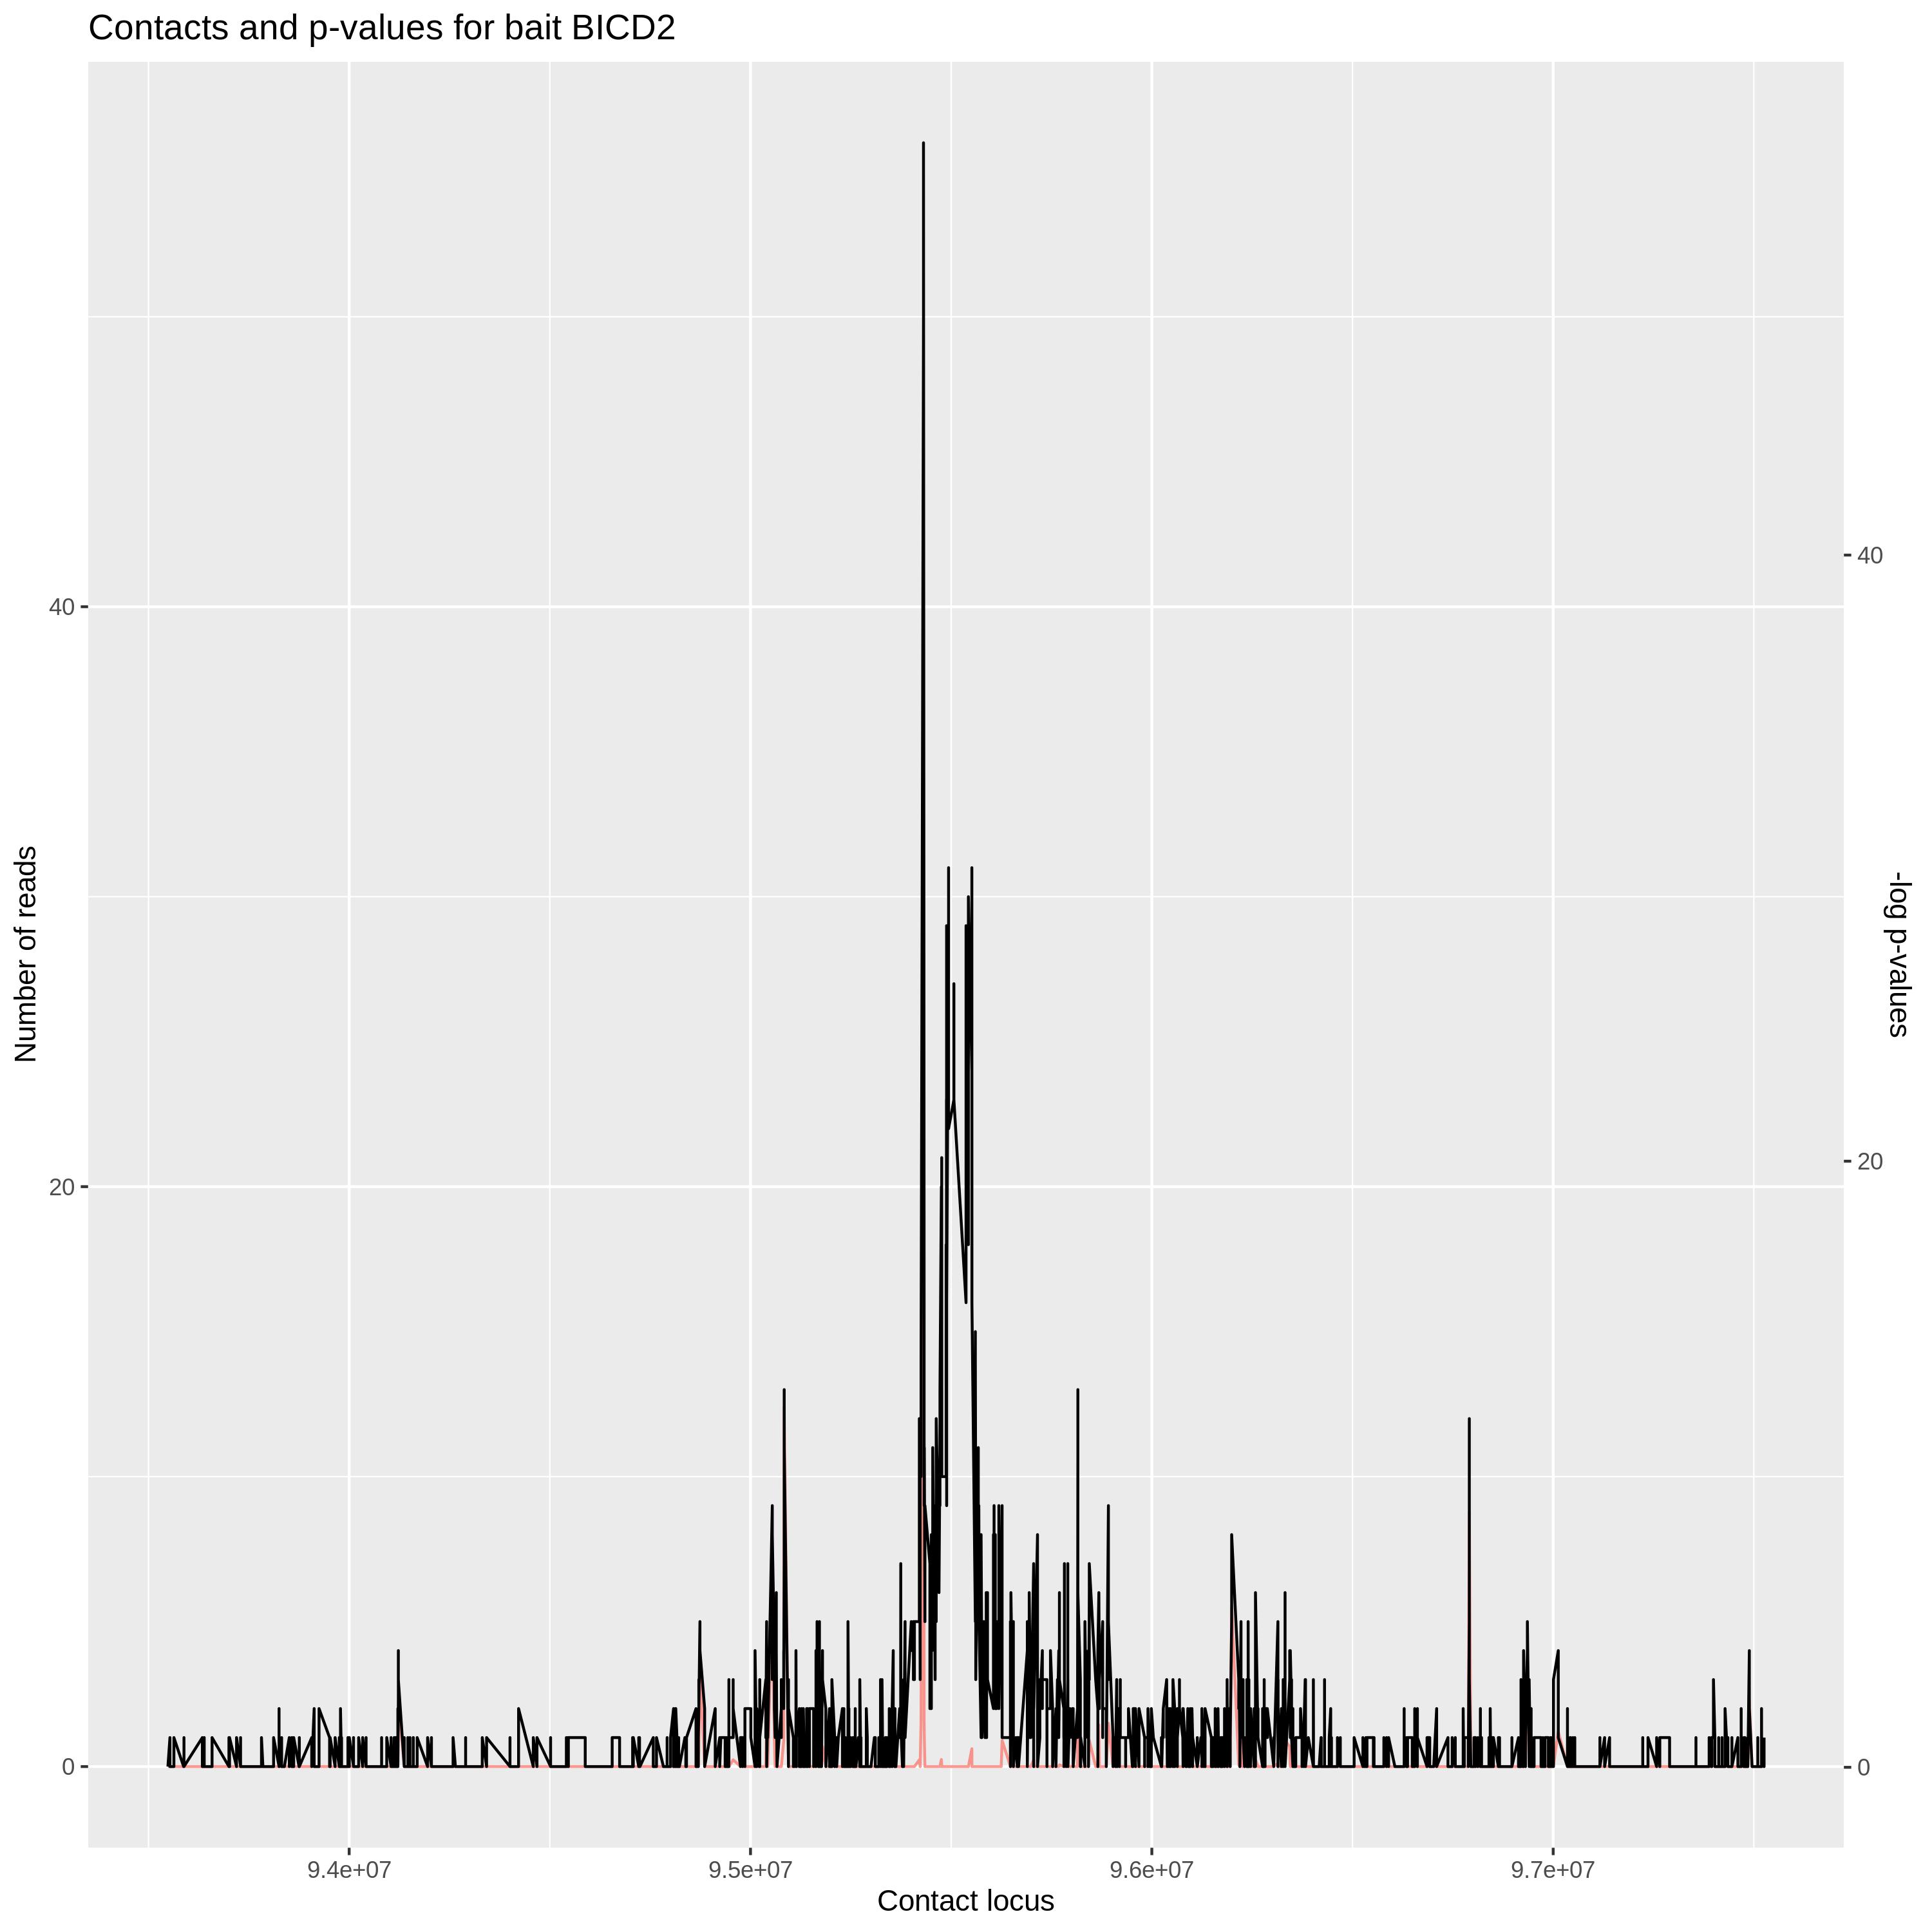 Contacts and p-values for bait BICD2
Number of reads
40
20
0
40
20
0
-log p-values
9.4e+07
9.5e+07
9.6e+07
9.7e+07
Contact locus